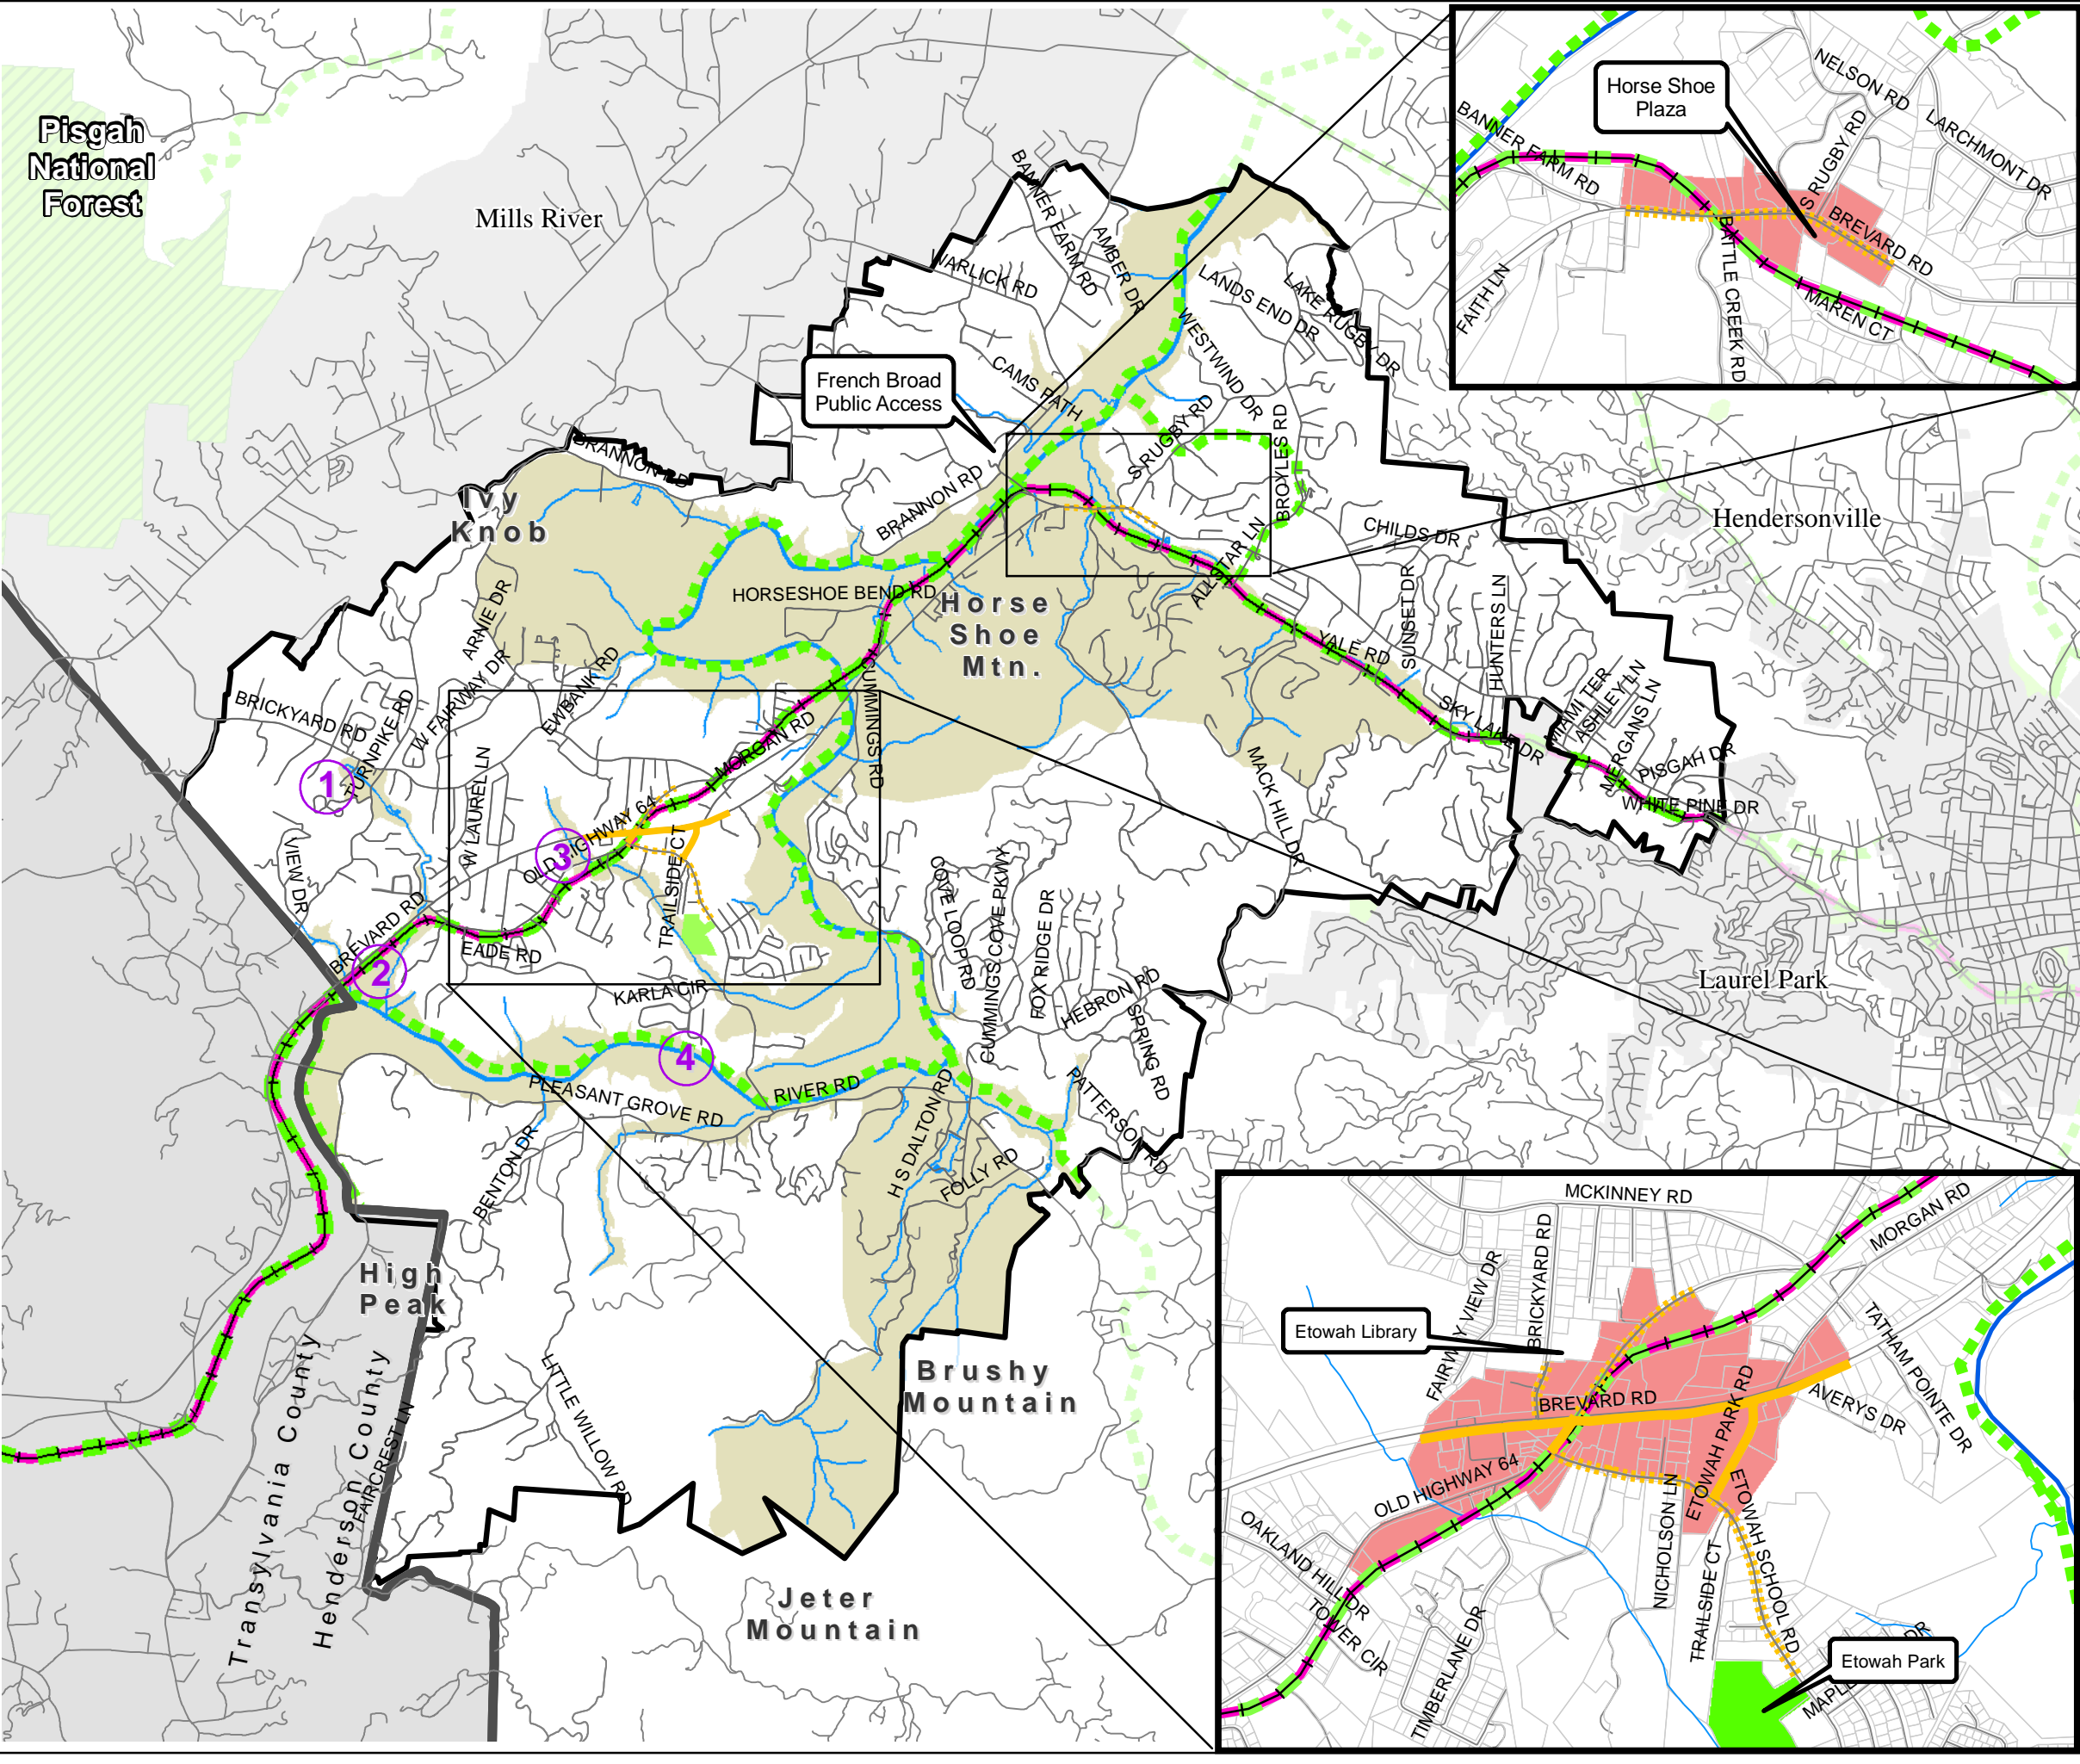 Pisgah
National
Forest
Mills River
BANNER FARM RD
AMBER DR
WARLICK RD
LANDS END DR
LAKE RUGBY DR
WESTWIND DR
CAMS PATH
French Broad
Public Access
S RUGBY RD
BROYLES RD
BRANNON RD
BRANNON RD
Ivy
Knob
Hendersonville
CHILDS DR
ALLSTAR LN
HORSESHOE BEND RD
Horse
Shoe
Mtn.
ARNIE DR
W FAIRWAY DR
EWBANK RD
CUMMINGS RD
YALE RD
SUNSET DR
HUNTERS LN
SKY LAKE DR
MIAMI TER
ASHLEY LN
MERGANS LN
PISGAH DR
WHITE PINE DR
BRICKYARD RD
TURNPIKE RD
1
MORGAN RD
MACK HILL DR
W LAUREL LN
OLD HIGHWAY 64
3
TRAILSIDE CT
VIEW DR
BREVARD RD
2
EADE RD
KARLA CIR
COVE LOOP RD
CUMMINGS COVE PKWY
FOX RIDGE DR
HEBRON RD
SPRING RD
PATTERSON RD
Laurel Park
4
PLEASANT GROVE RD
RIVER RD
H S DALTON RD
FOLLY RD
BENTON DR
High
Peak
LITTLE WILLOW RD
Brushy
Mountain
Transylvania County
Henderson County
FAIRCREST LN
Jeter
Mountain
Horse Shoe
Plaza
NELSON RD
LARCHMONT DR
BANNER FARM RD
S RUGBY RD
BREVARD RD
BATTLE CREEK RD
FAITH LN
MAREN CT
MCKINNEY RD
MORGAN RD
BRICKYARD RD
FAIRWAY VIEW DR
Etowah Library
TATHAM POINTE DR
BREVARD RD
AVERYS DR
ETOWAH PARK RD
OLD HIGHWAY 64
NICHOLSON LN
ETOWAH SCHOOL RD
OAKLAND HILL DR
TOWER CIR
TIMBERLANE DR
TRAILSIDE CT
Etowah Park